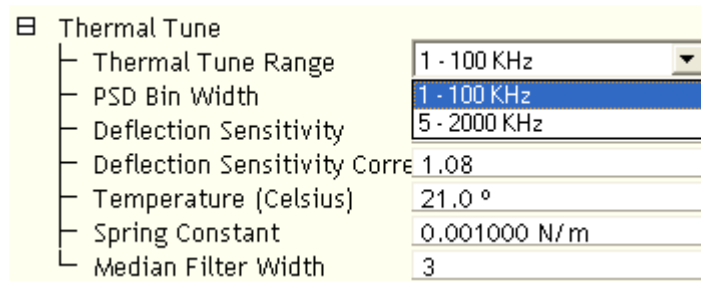 Thermal Tune
Thermal Tune Range 1 - 100 KHz
PSD Bin Width 1 - 100 KHz
Deflection Sensitivity 5 - 2000 KHz
Deflection Sensitivity Corre 1.08
Temperature (Celsius) 21.0 º
Spring Constant 0.001000 N/m
Median Filter Width 3